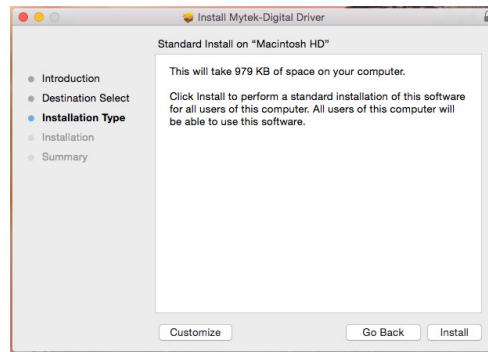 Install Mytek-Digital Driver
Standard Install on "Macintosh HD"
Introduction
Destination Select
Installation Type
Installation
Summary
This will take 979 KB of space on your computer.
Click Install to perform a standard installation of this software
for all users of this computer. All users of this computer will
be able to use this software.
Customize
Go Back
Install